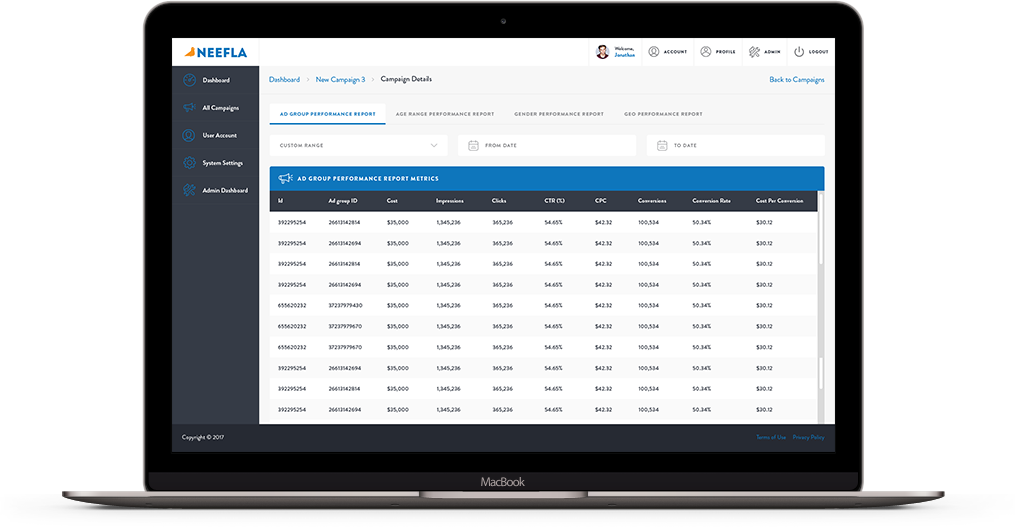 NEEFLA
Welcome,
Jonathan
ACCOUNT
PROFILE
ADMIN
LOGOUT
Dashboard
All Campaigns
User Account
System Settings
Admin Dashboard
Dashboard > New Campaign 3 > Campaign Details
Back to Campaigns
AD GROUP PERFORMANCE REPORT AGE RANGE PERFORMANCE REPORT GENDER PERFORMANCE REPORT GEO PERFORMANCE REPORT
CUSTOM RANGE FROM DATE TO DATE
AD GROUP PERFORMANCE REPORT METRICS
Id Ad group ID Cost Impressions Clicks CTR (%) CPC Conversions Conversion Rate Cost Per Conversion
392295254 26613142814 $35,000 1,345,236 365,236 54.65% $42.32 100,534 50.34% $30.12
392295254 26613142694 $35,000 1,345,236 365,236 54.65% $42.32 100,534 50.34% $30.12
392295254 26613142814 $35,000 1,345,236 365,236 54.65% $42.32 100,534 50.34% $30.12
392295254 26613142694 $35,000 1,345,236 365,236 54.65% $42.32 100,534 50.34% $30.12
655620232 37237979430 $35,000 1,345,236 365,236 54.65% $42.32 100,534 50.34% $30.12
655620232 37237979670 $35,000 1,345,236 365,236 54.65% $42.32 100,534 50.34% $30.12
655620232 37237979670 $35,000 1,345,236 365,236 54.65% $42.32 100,534 50.34% $30.12
392295254 26613142694 $35,000 1,345,236 365,236 54.65% $42.32 100,534 50.34% $30.12
392295254 26613142814 $35,000 1,345,236 365,236 54.65% $42.32 100,534 50.34% $30.12
392295254 26613142694 $35,000 1,345,236 365,236 54.65% $42.32 100,534 50.34% $30.12
Copyright © 2017
Terms of Use Privacy Policy
MacBook